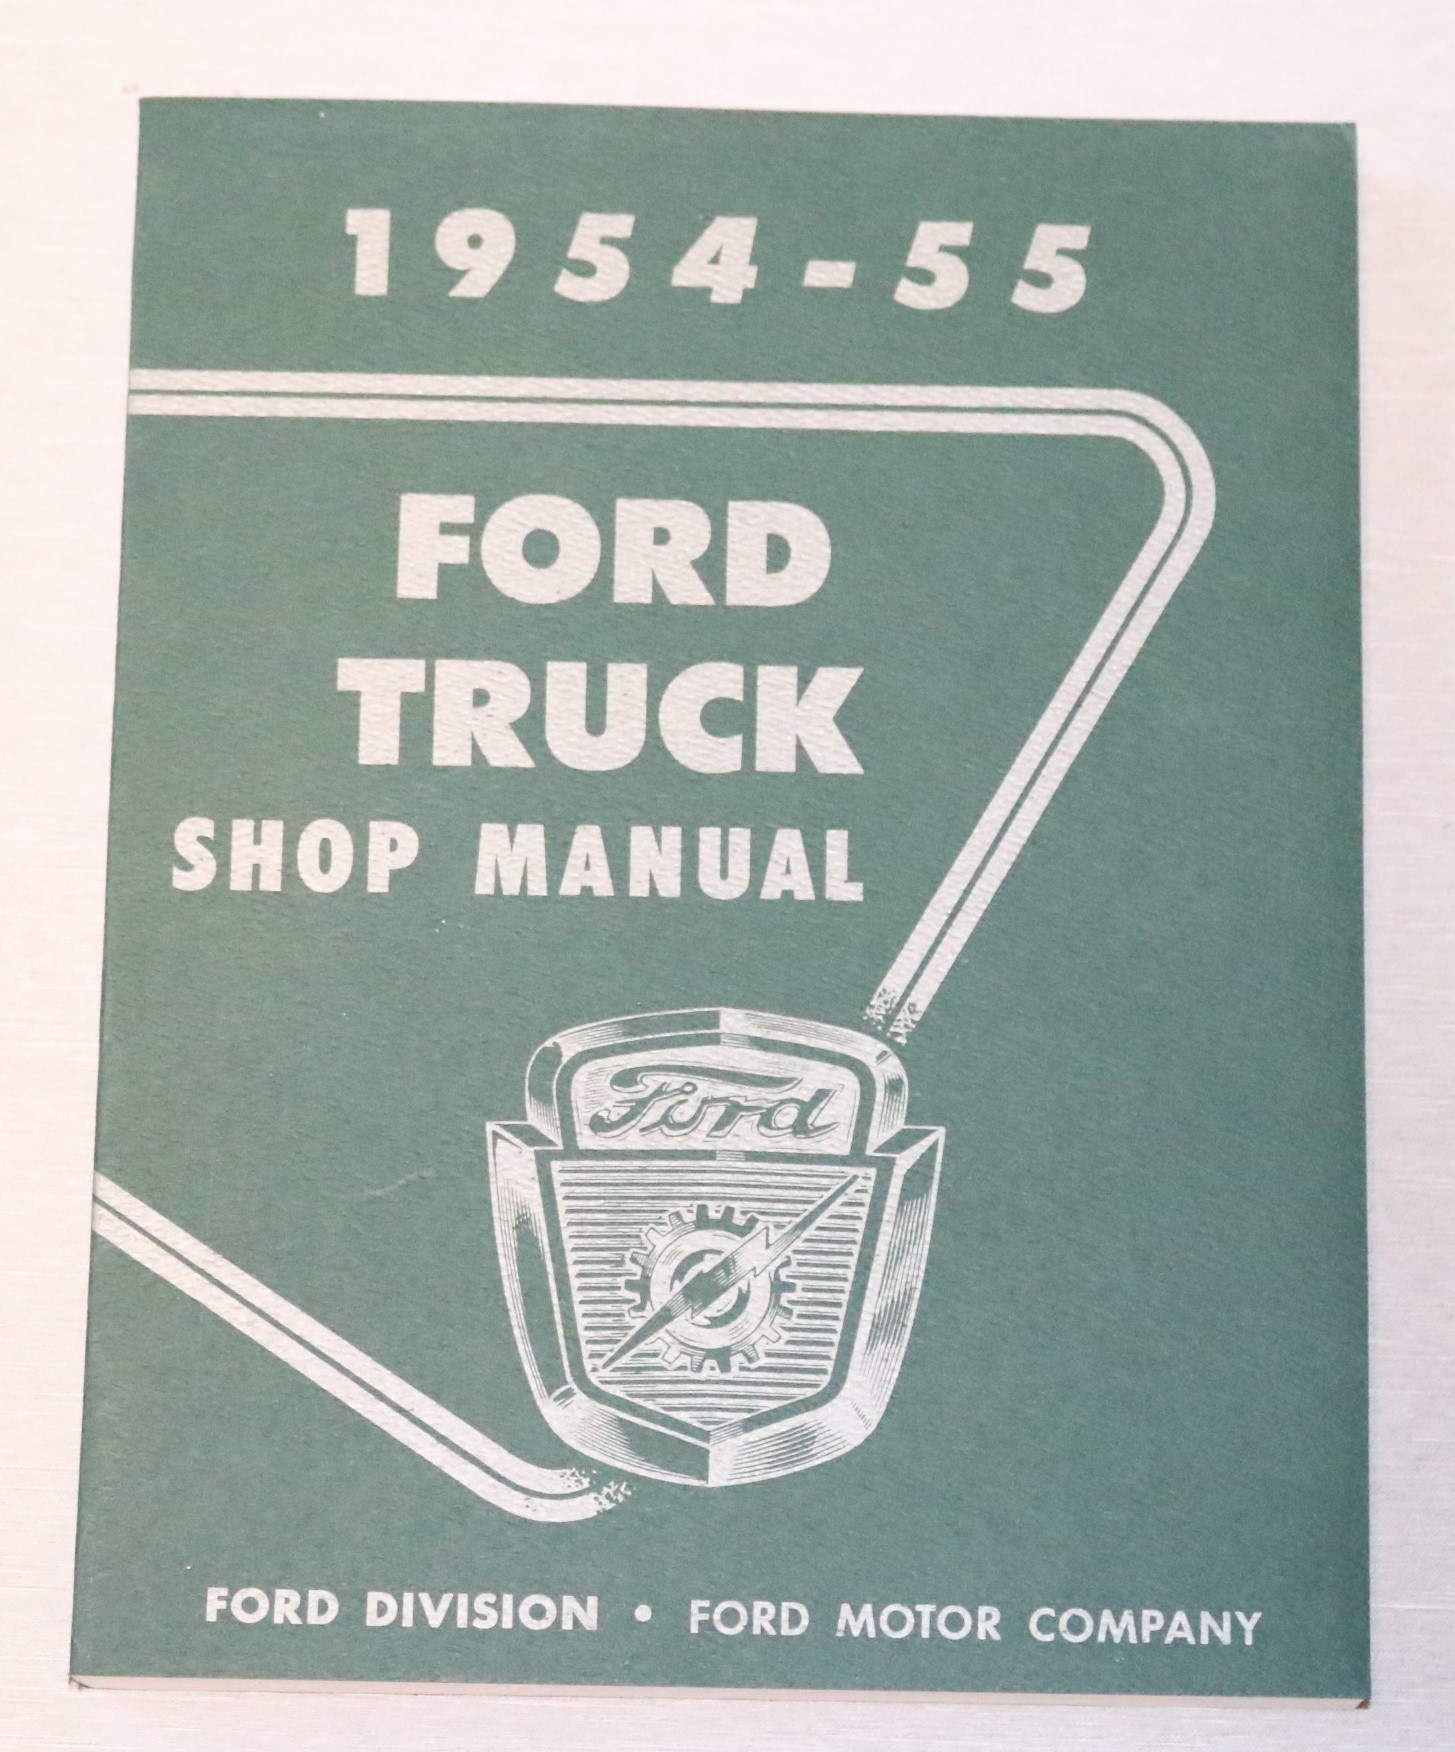 1954-55
FORD
TRUCK
SHOP MANUAL
Ford
FORD DIVISION • FORD MOTOR COMPANY